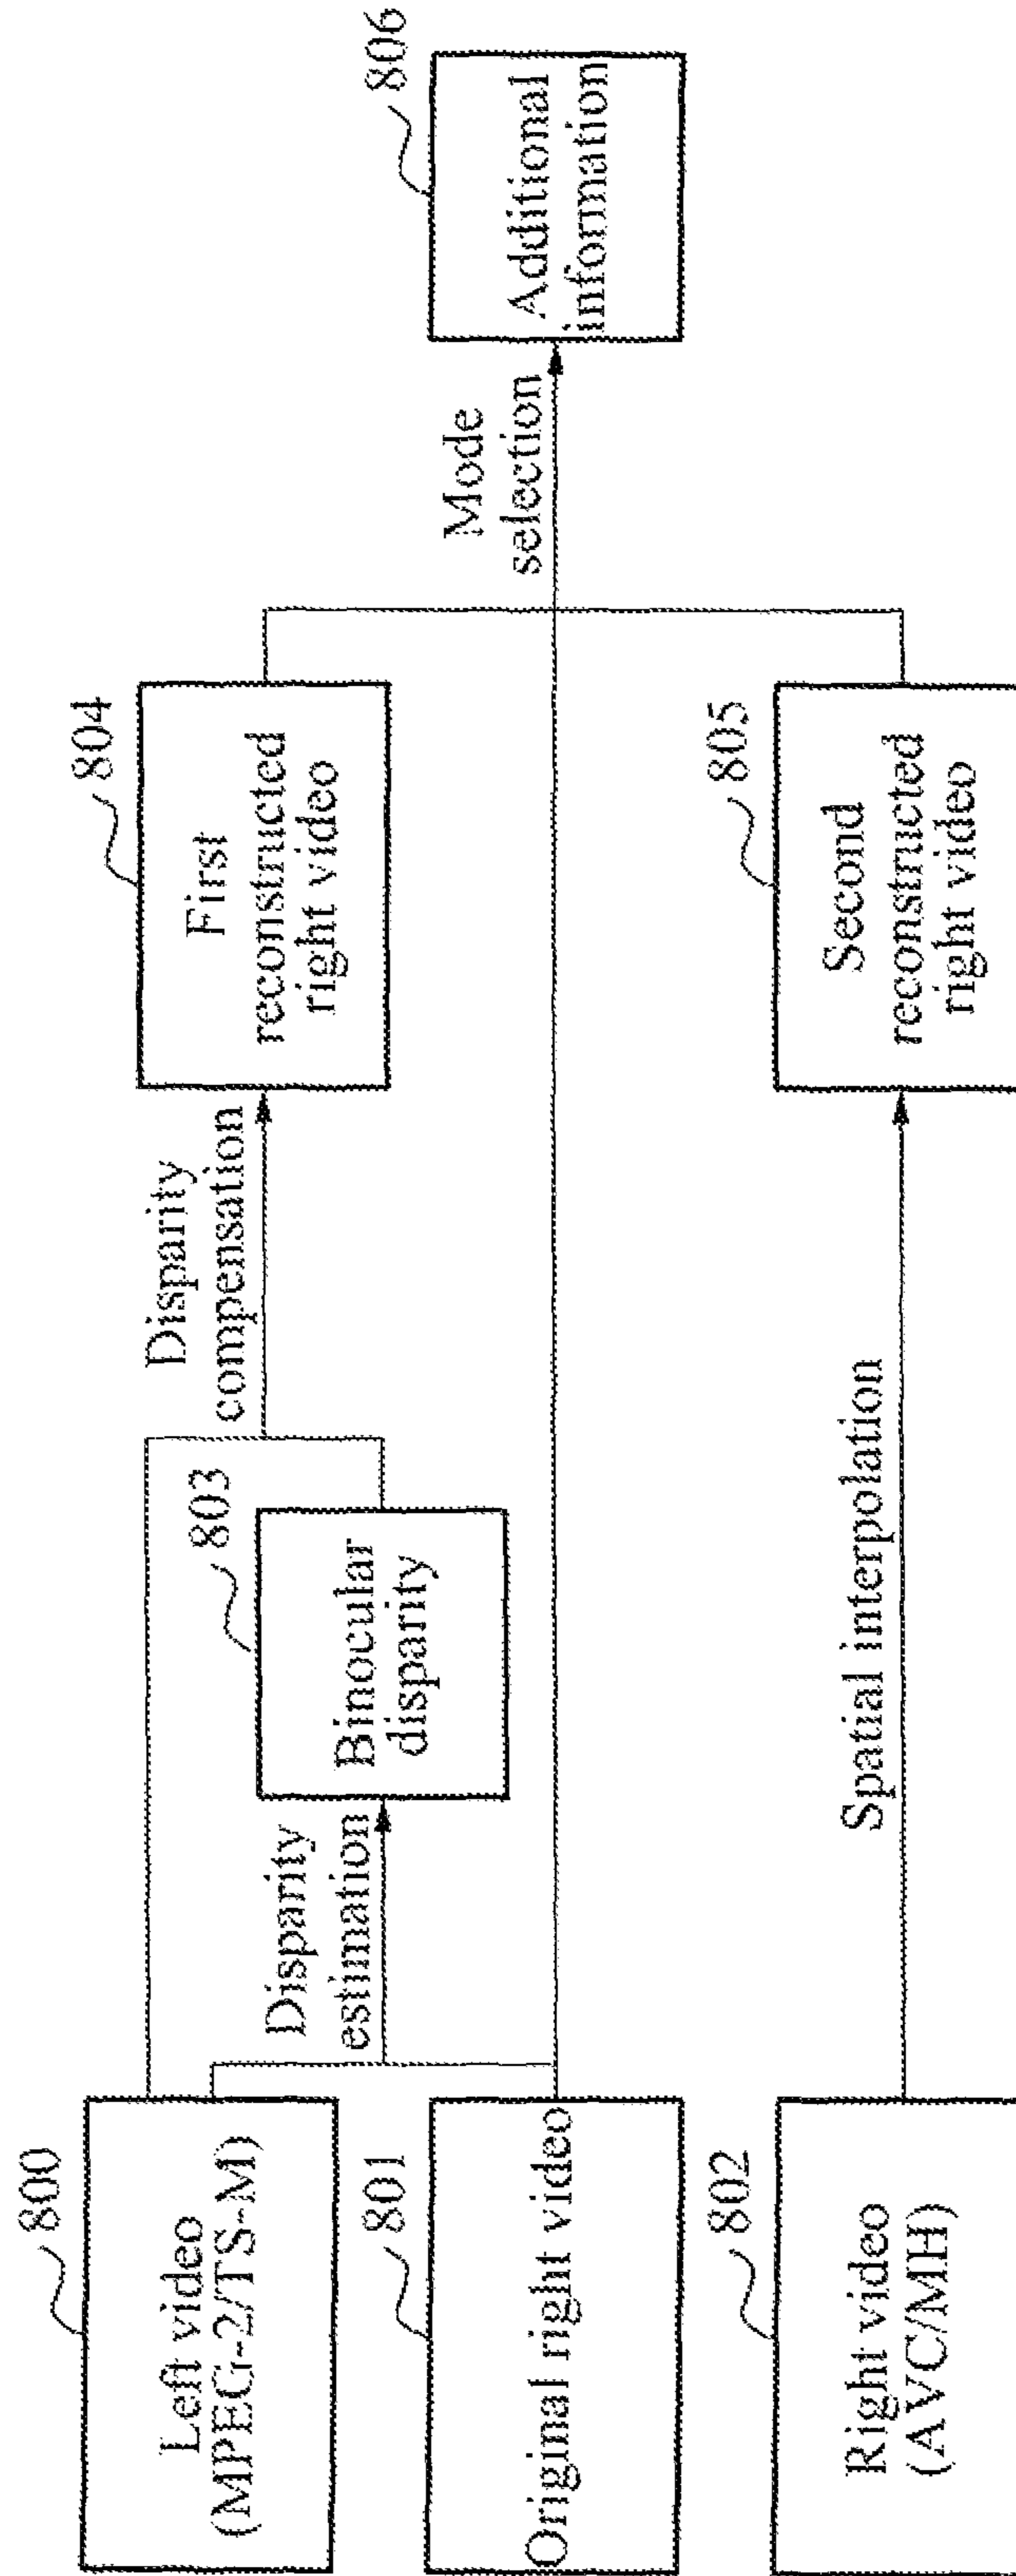 800
Left video
(MPEG-2/TS-M)
801
Original right video
802
Right video
(AVC/MH)
Disparity
estimation
803
Binocular
disparity
Disparity
compensation
Spatial interpolation
804
First
reconstructed
right video
805
Second
reconstructed
right video
Mode
selection
806
Additional
information